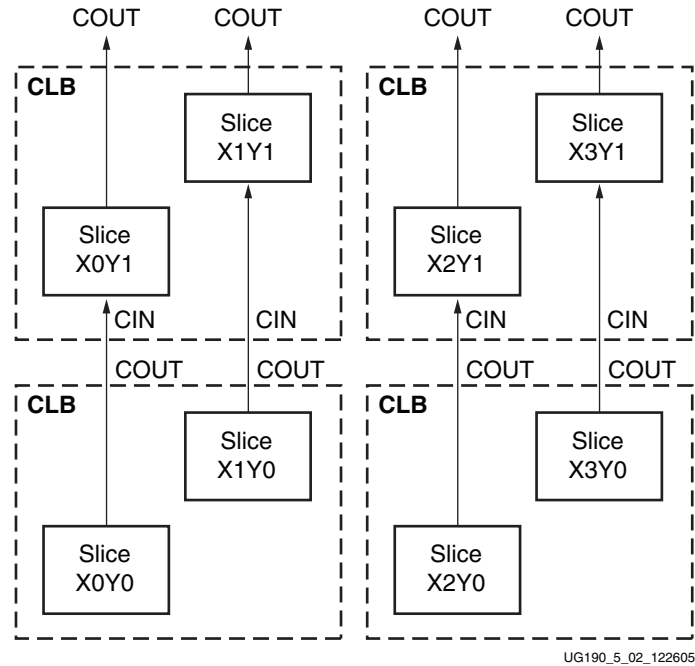 COUT COUT COUT COUT
CLB CLB
Slice Slice
X1Y1 X3Y1
Slice Slice
X0Y1 X2Y1
CIN CIN CIN CIN
COUT COUT COUT COUT
CLB CLB
Slice Slice
X1Y0 X3Y0
Slice Slice
X0Y0 X2Y0
UG190_5_02_122605